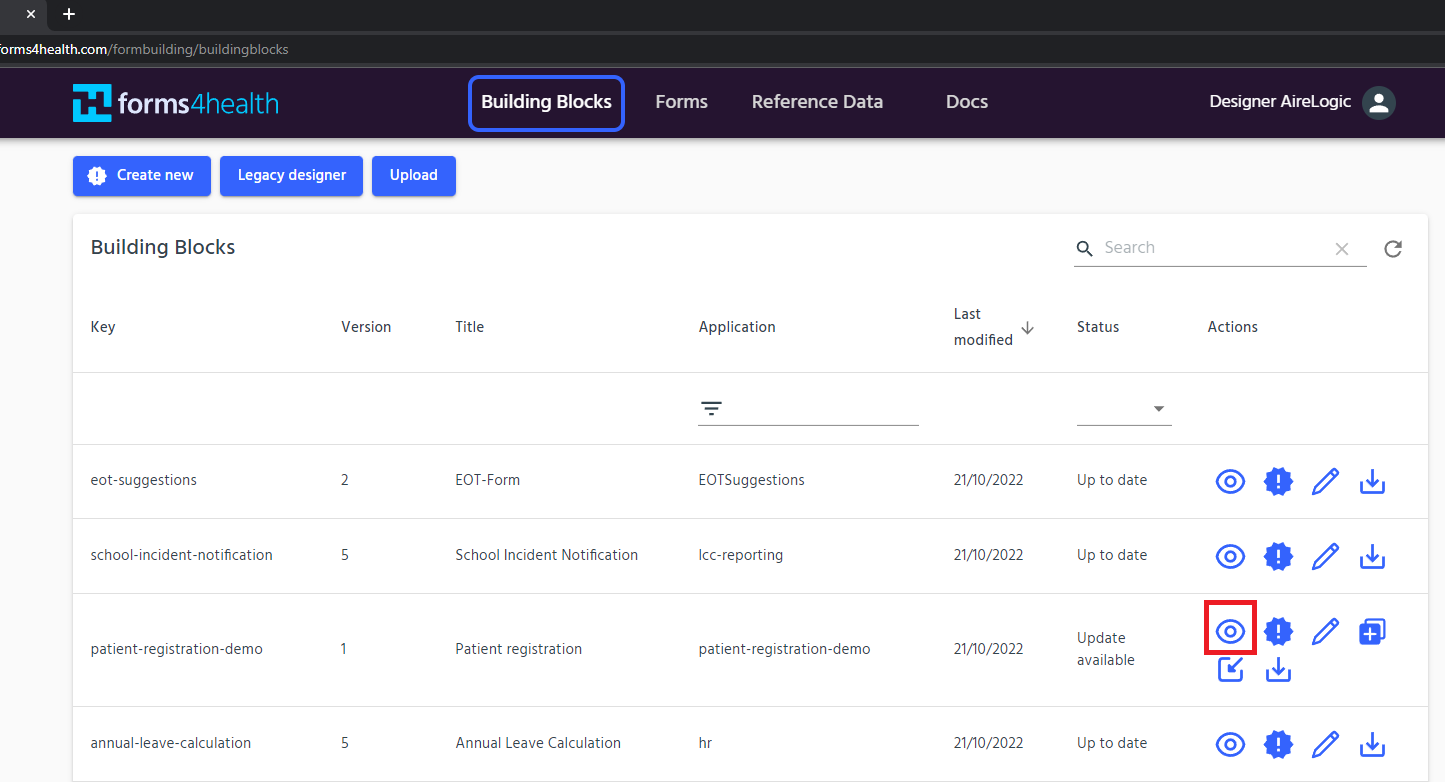 forms4health.com/formbuilding/buildingblocks
forms4health
Building Blocks
Forms
Reference Data
Docs
Designer AireLogic
Create new
Legacy designer
Upload
Building Blocks
Search
Key
Version
Title
Application
Last
modified
Status
Actions
eot-suggestions 2 EOT-Form EOTSuggestions 21/10/2022 Up to date
school-incident-notification 5 School Incident Notification lcc-reporting 21/10/2022 Up to date
patient-registration-demo 1 Patient registration patient-registration-demo 21/10/2022 Update
available
annual-leave-calculation 5 Annual Leave Calculation hr 21/10/2022 Up to date